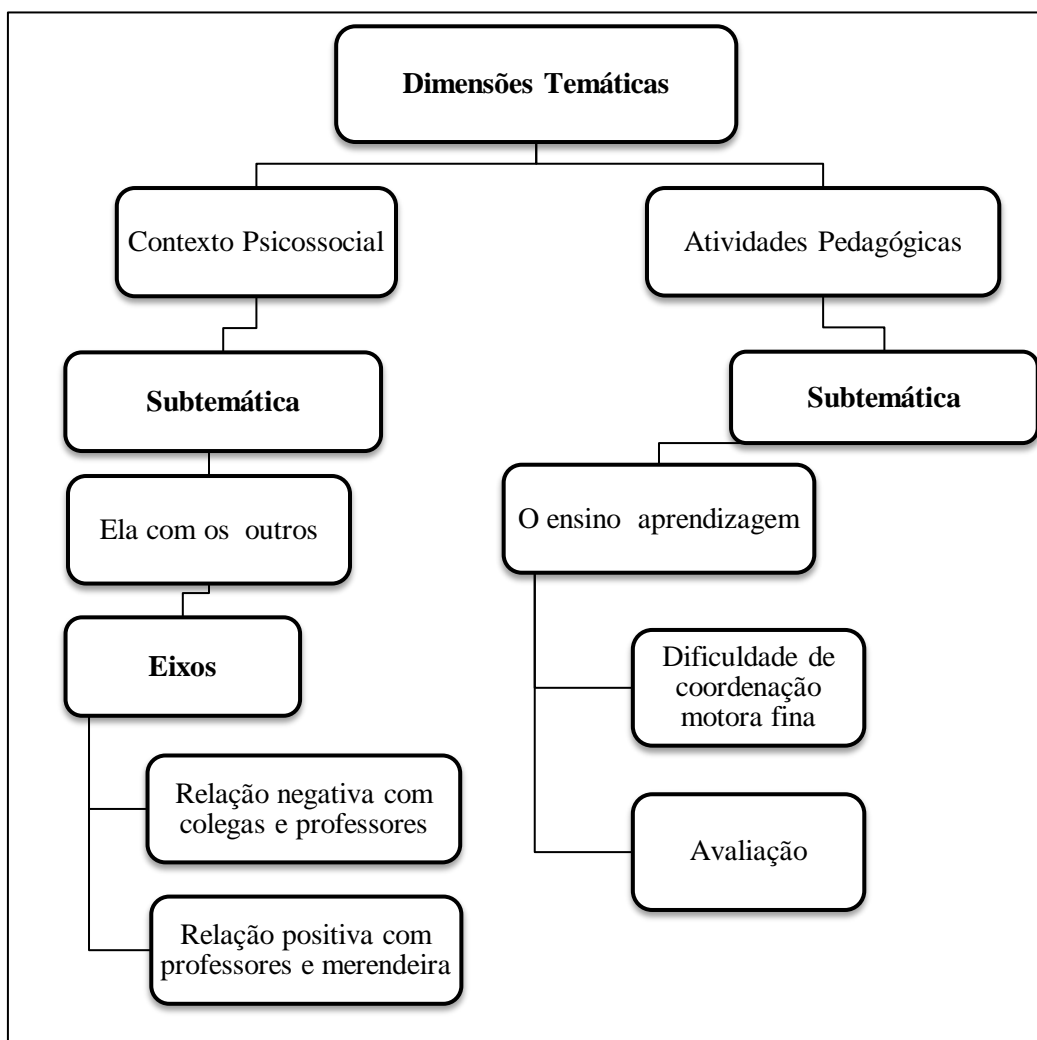 Dimensões Temáticas
Contexto Psicossocial
Atividades Pedagógicas
Subtemática
Subtemática
Ela com os outros
O ensino aprendizagem
Eixos
Dificuldade de
coordenação
motora fina
Relação negativa com
colegas e professores
Avaliação
Relação positiva com
professores e merendeira